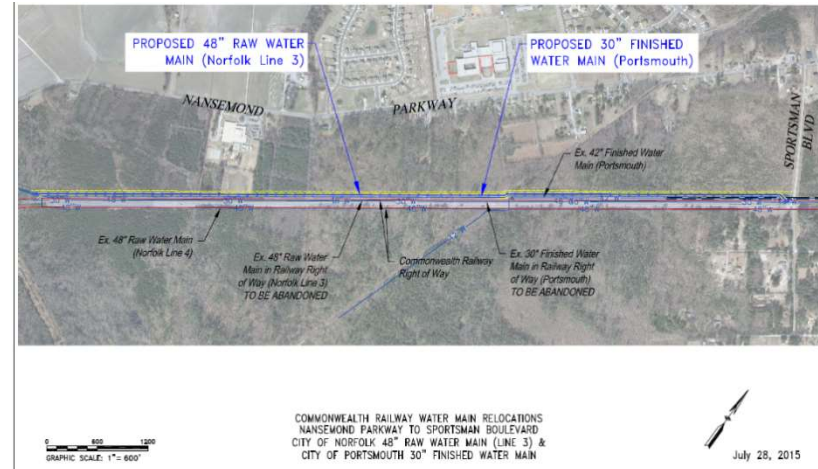 PROPOSED 48" RAW WATER
MAIN (Norfolk Line 3)
PROPOSED 30" FINISHED
WATER MAIN (Portsmouth)
NANSEMOND
PARKWAY
SPORTSMAN
BLVD
Ex. 42" Finished Water
Main (Portsmouth)
Ex. 48" Raw Water Main
(Norfolk Line 4)
Ex. 48" Raw Water
Main in Railway Right
of Way (Norfolk Line 3)
TO BE ABANDONED
Commonwealth Railway
Right of Way
Ex. 30" Finished Water
Main in Railway Right
of Way (Portsmouth)
TO BE ABANDONED
0 600 1200
GRAPHIC SCALE: 1"= 600'
COMMONWEALTH RAILWAY WATER MAIN RELOCATIONS
NANSEMOND PARKWAY TO SPORTSMAN BOULEVARD
CITY OF NORFOLK 48" RAW WATER MAIN (LINE 3) &
CITY OF PORTSMOUTH 30" FINISHED WATER MAIN
July 28, 2015